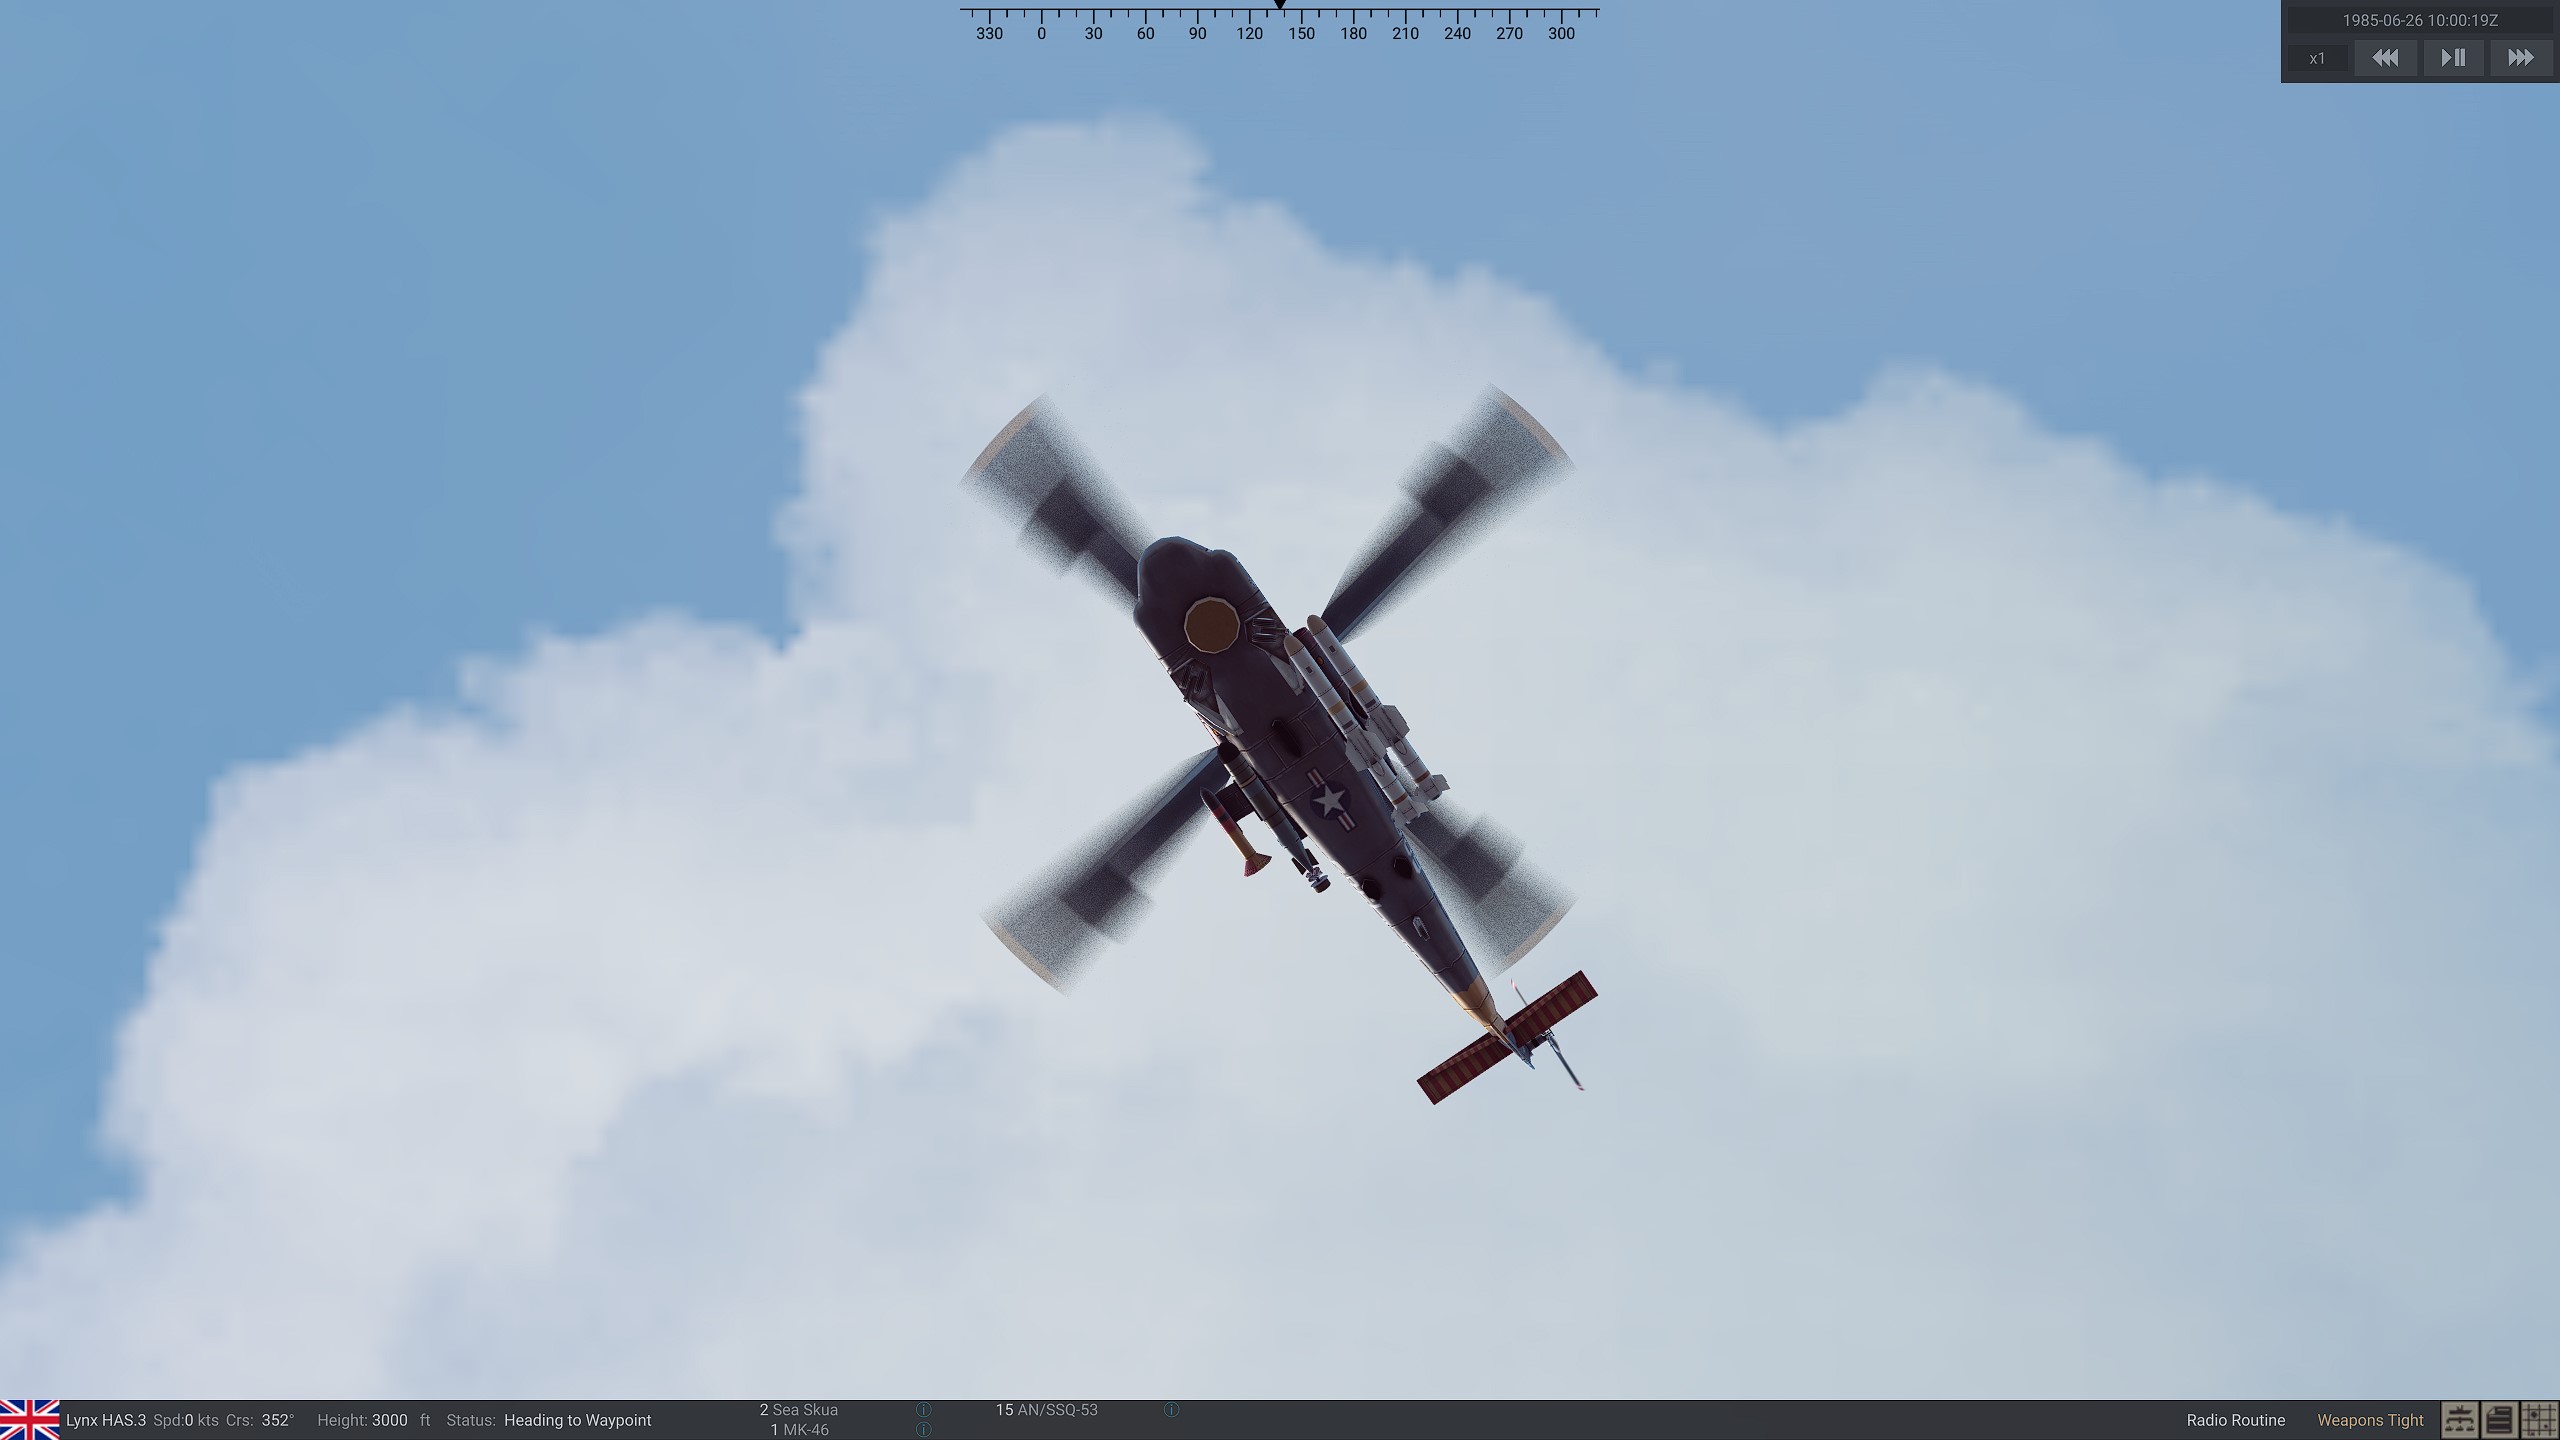 330 0 30 60 90 120 150 180 210 240 270 300
1985-06-26 10:00:19Z
x1
Lynx HAS.3 Spd:0 kts Crs: 352° Height: 3000 ft Status: Heading to Waypoint
2 Sea Skua
1 MK-46
15 AN/SSQ-53
Radio Routine Weapons Tight